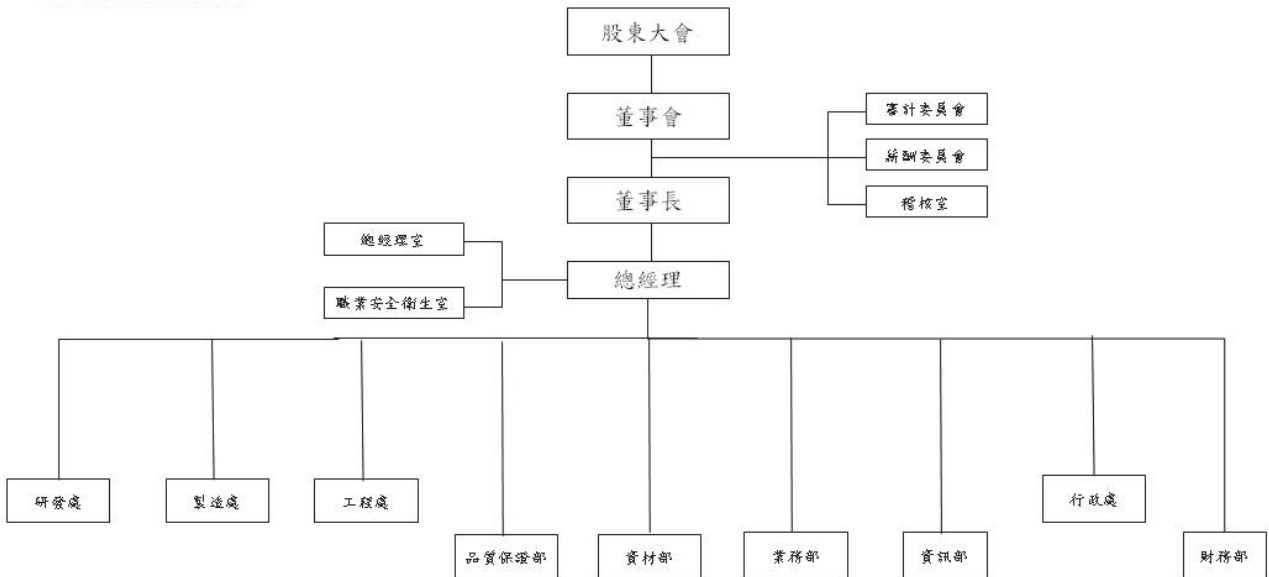 股東大會
董事會
審計委員會
薪酬委員會
董事長
稽核室
總經理室
總經理
職業安全衛生室
研發處
製造處
工程處
行政處
品質保證部
資材部
業務部
資訊部
財務部